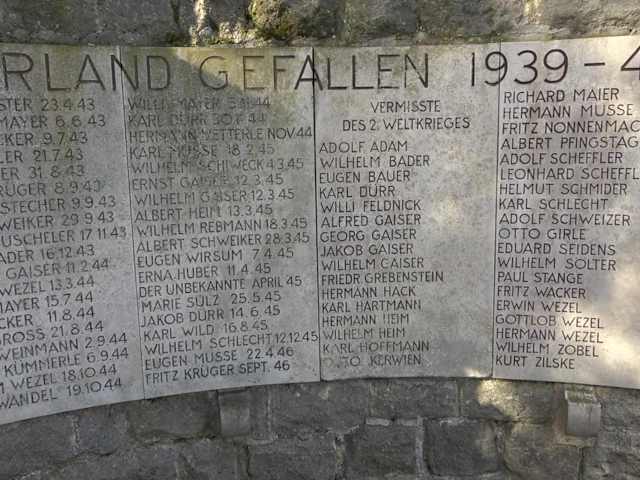 RLAND GEFALLEN 1939-4
STER 23.4.43
MAYER 6.6.43
CKER 9.7.43
LER 21.7.43
ER 31.8.43
RÜGER 8.9.43
STECHER 9.9.43
WEIKER 29.9.43
USCHELER 17.11.43
ADER 16.12.43
GAISER 11.2.44
WEZEL 13.3.44
MAYER 15.7.44
CKER 11.8.44
GROSS 21.8.44
WEINMANN 2.9.44
KÜMMERLE 6.9.44
M WEZEL 18.10.44
WANDEL 19.10.44
WILLI MAYER
KARL DÜRR
HERMANN VETTERLE NOV 44
KARL MUSSE 18.2.45
WILHELM SCHIWECK 4.3.45
ERNST GAISER 12.3.45
WILHELM GAISER 12.3.45
ALBERT HEIM 13.3.45
WILHELM REBMANN 18.3.45
ALBERT SCHWEIKER 28.3.45
EUGEN WIRSUM 7.4.45
ERNA HUBER 11.4.45
DER UNBEKANNTE APRIL 45
MARIE SÜLZ 25.5.45
JAKOB DÜRR 14.6.45
KARL WILD 16.8.45
WILHELM SCHLECHT 12.12.45
EUGEN MUSSE 22.4.46
FRITZ KRÜGER SEPT. 46
VERMISSTE
DES 2. WELTKRIEGES
ADOLF ADAM
WILHELM BADER
EUGEN BAUER
KARL DÜRR
WILLI FELDNICK
ALFRED GAISER
GEORG GAISER
JAKOB GAISER
WILHELM GAISER
FRIEDR. GREBENSTEIN
HERMANN HACK
KARL HARTMANN
HERMANN HEIM
WILHELM HEIM
KARL HOFFMANN
OTTO KERWIEN
RICHARD MAIER
HERMANN MUSSE
FRITZ NONNENMAC
ALBERT PFINGSTAG
ADOLF SCHEFFLER
LEONHARD SCHEFFL
HELMUT SCHMIDER
KARL SCHLECHT
ADOLF SCHWEIZER
OTTO GIRLE
EDUARD SEIDENS
WILHELM SÖLTER
PAUL STANGE
FRITZ WACKER
ERWIN WEZEL
GOTTLOB WEZEL
HERMANN WEZEL
WILHELM ZOBEL
KURT ZILSKE